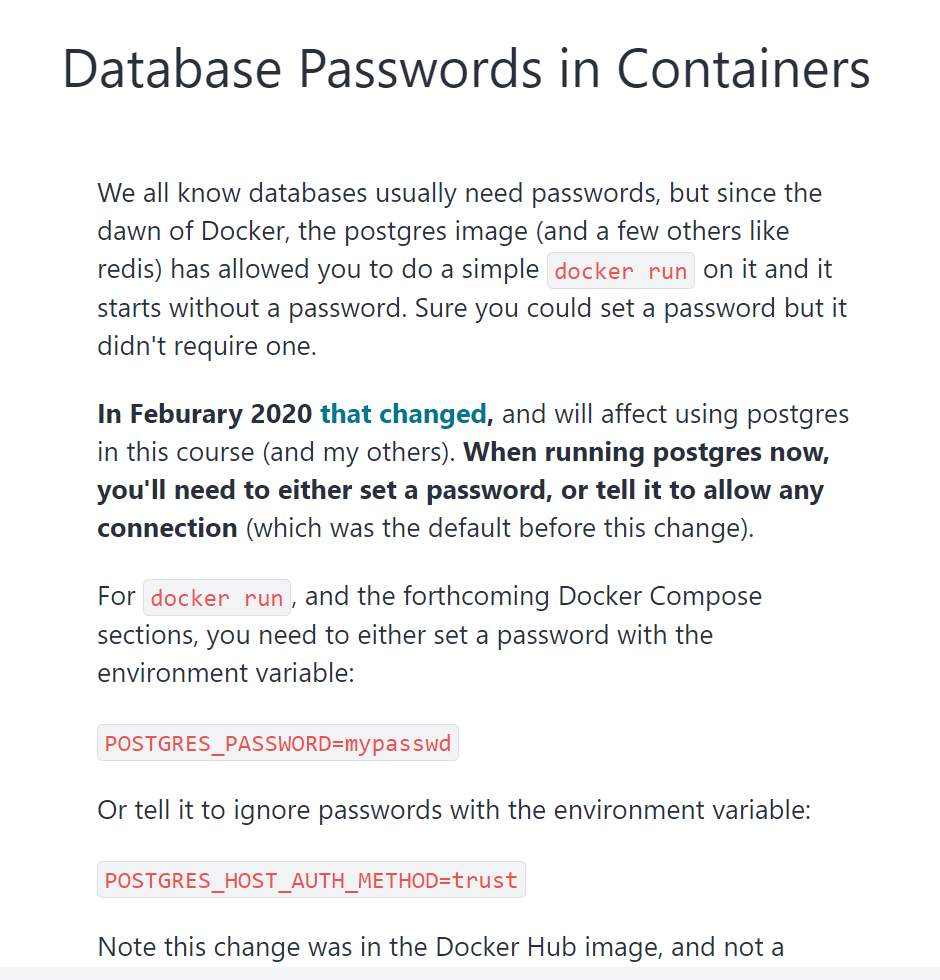 Database Passwords in Containers
We all know databases usually need passwords, but since the
dawn of Docker, the postgres image (and a few others like
redis) has allowed you to do a simple docker run on it and it
starts without a password. Sure you could set a password but it
didn't require one.
In Feburary 2020 that changed, and will affect using postgres
in this course (and my others). When running postgres now,
you'll need to either set a password, or tell it to allow any
connection (which was the default before this change).
For docker run, and the forthcoming Docker Compose
sections, you need to either set a password with the
environment variable:
POSTGRES_PASSWORD=mypasswd
Or tell it to ignore passwords with the environment variable:
POSTGRES_HOST_AUTH_METHOD=trust
Note this change was in the Docker Hub image, and not a